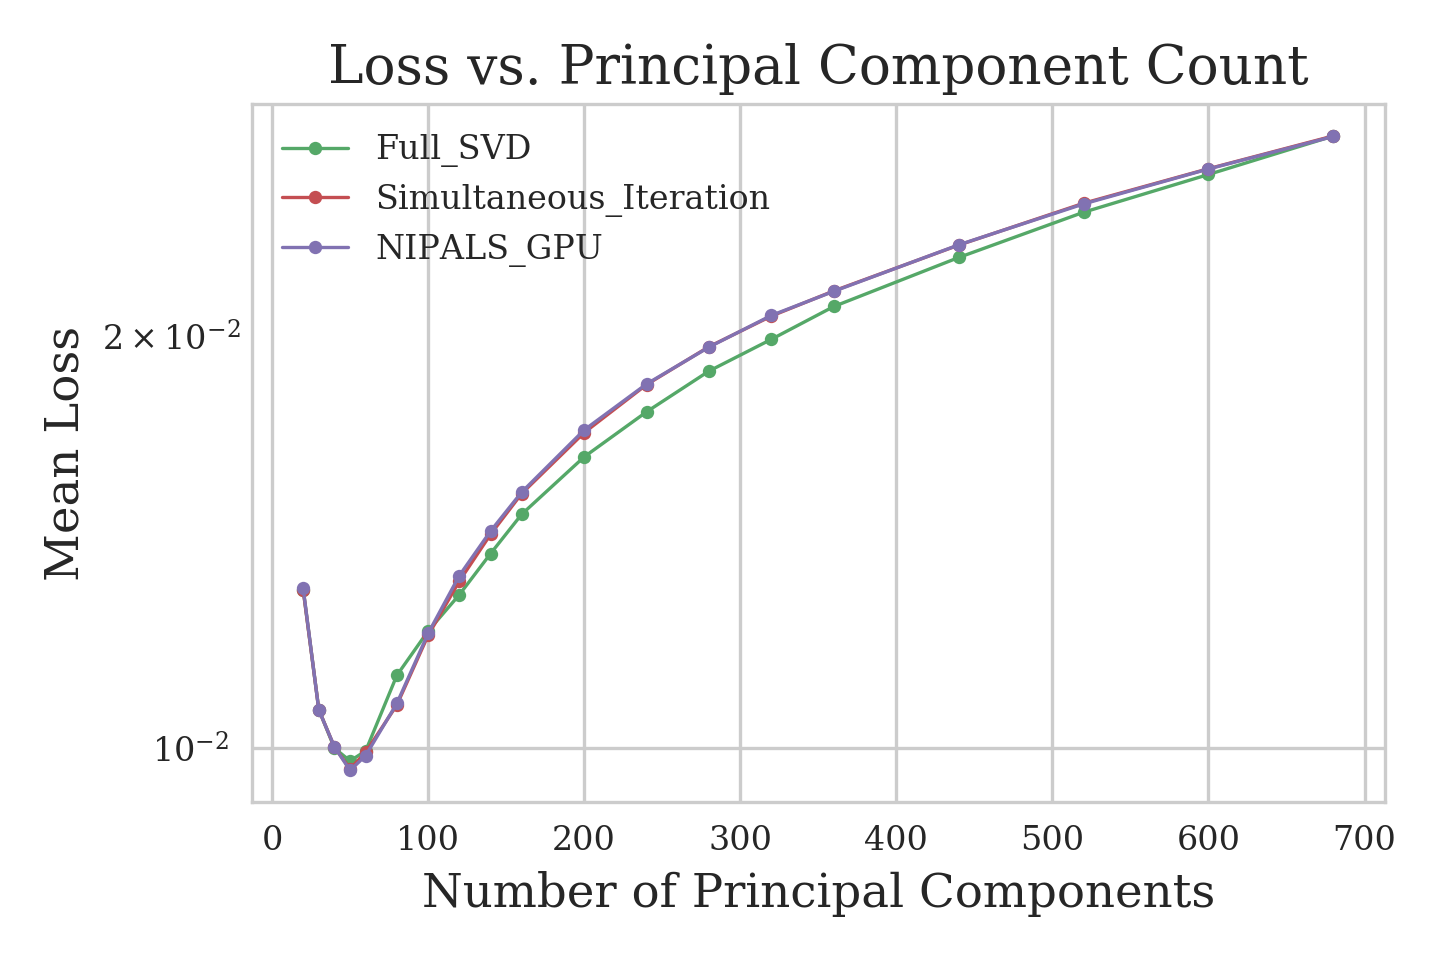 Loss vs. Principal Component Count
Full_SVD
Simultaneous_Iteration
NIPALS_GPU
Mean Loss
2 × 10⁻²
10⁻²
0 100 200 300 400 500 600 700
Number of Principal Components